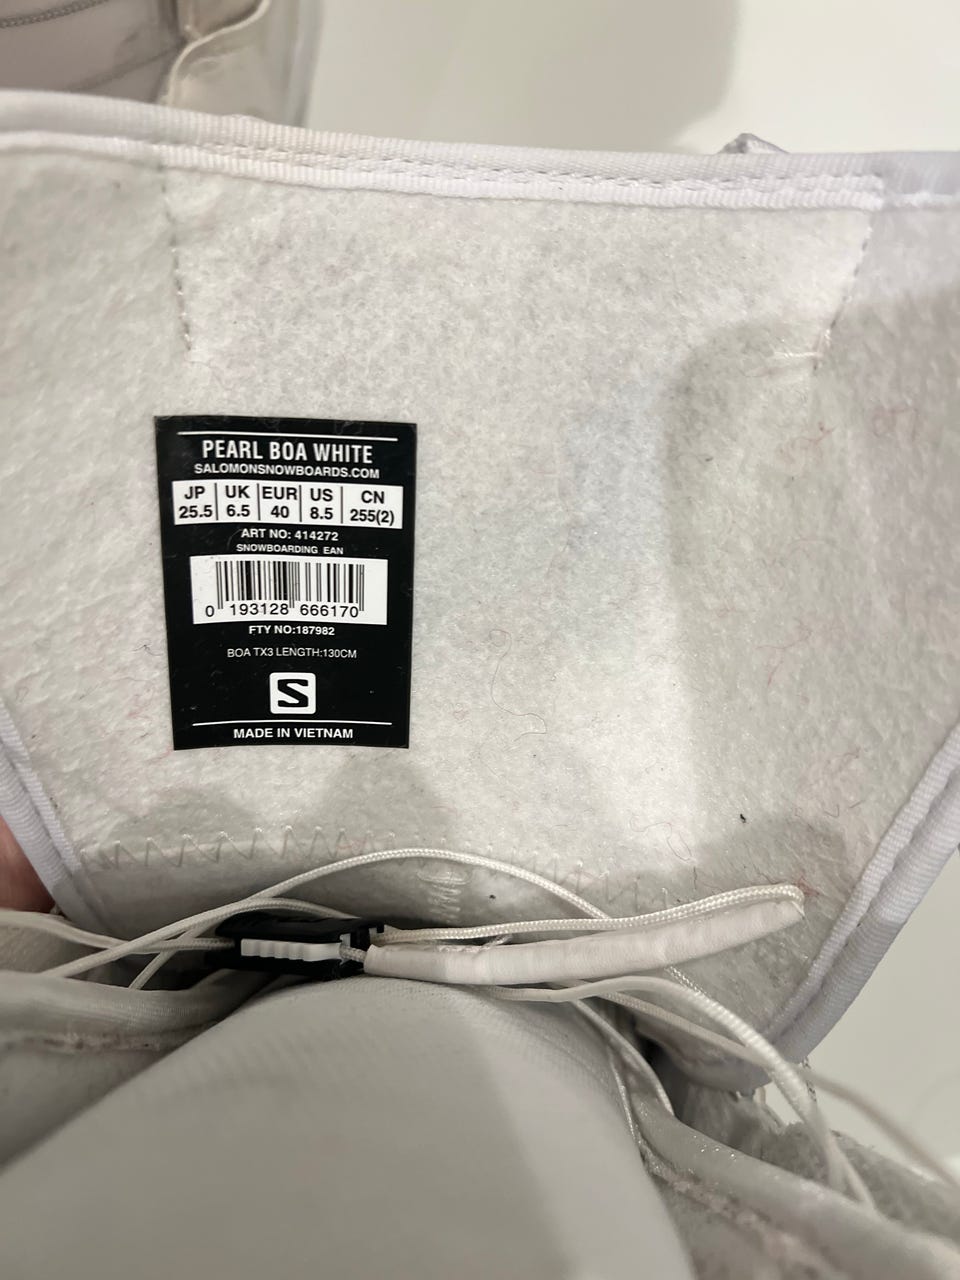 PEARL BOA WHITE
SALOMONSNOWBOARDS.COM
JP UK EUR US CN
25.5 6.5 40 8.5 255(2)
ART NO: 414272
SNOWBOARDING EAN
0 193128 666170
FTY NO:187982
BOA TX3 LENGTH:130CM
S
MADE IN VIETNAM